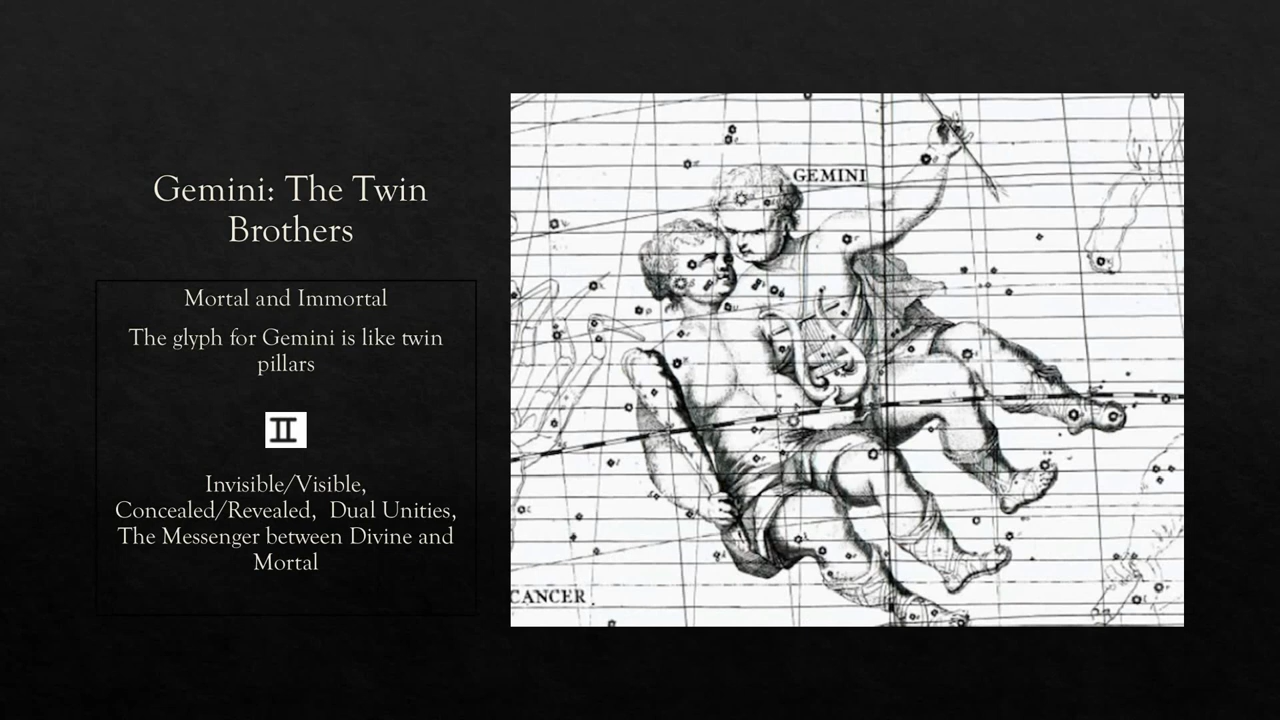 Gemini: The Twin
Brothers
Mortal and Immortal
The glyph for Gemini is like twin
pillars
♊
Invisible/Visible,
Concealed/Revealed,  Dual Unities,
The Messenger between Divine and
Mortal
GEMINI
CANCER.